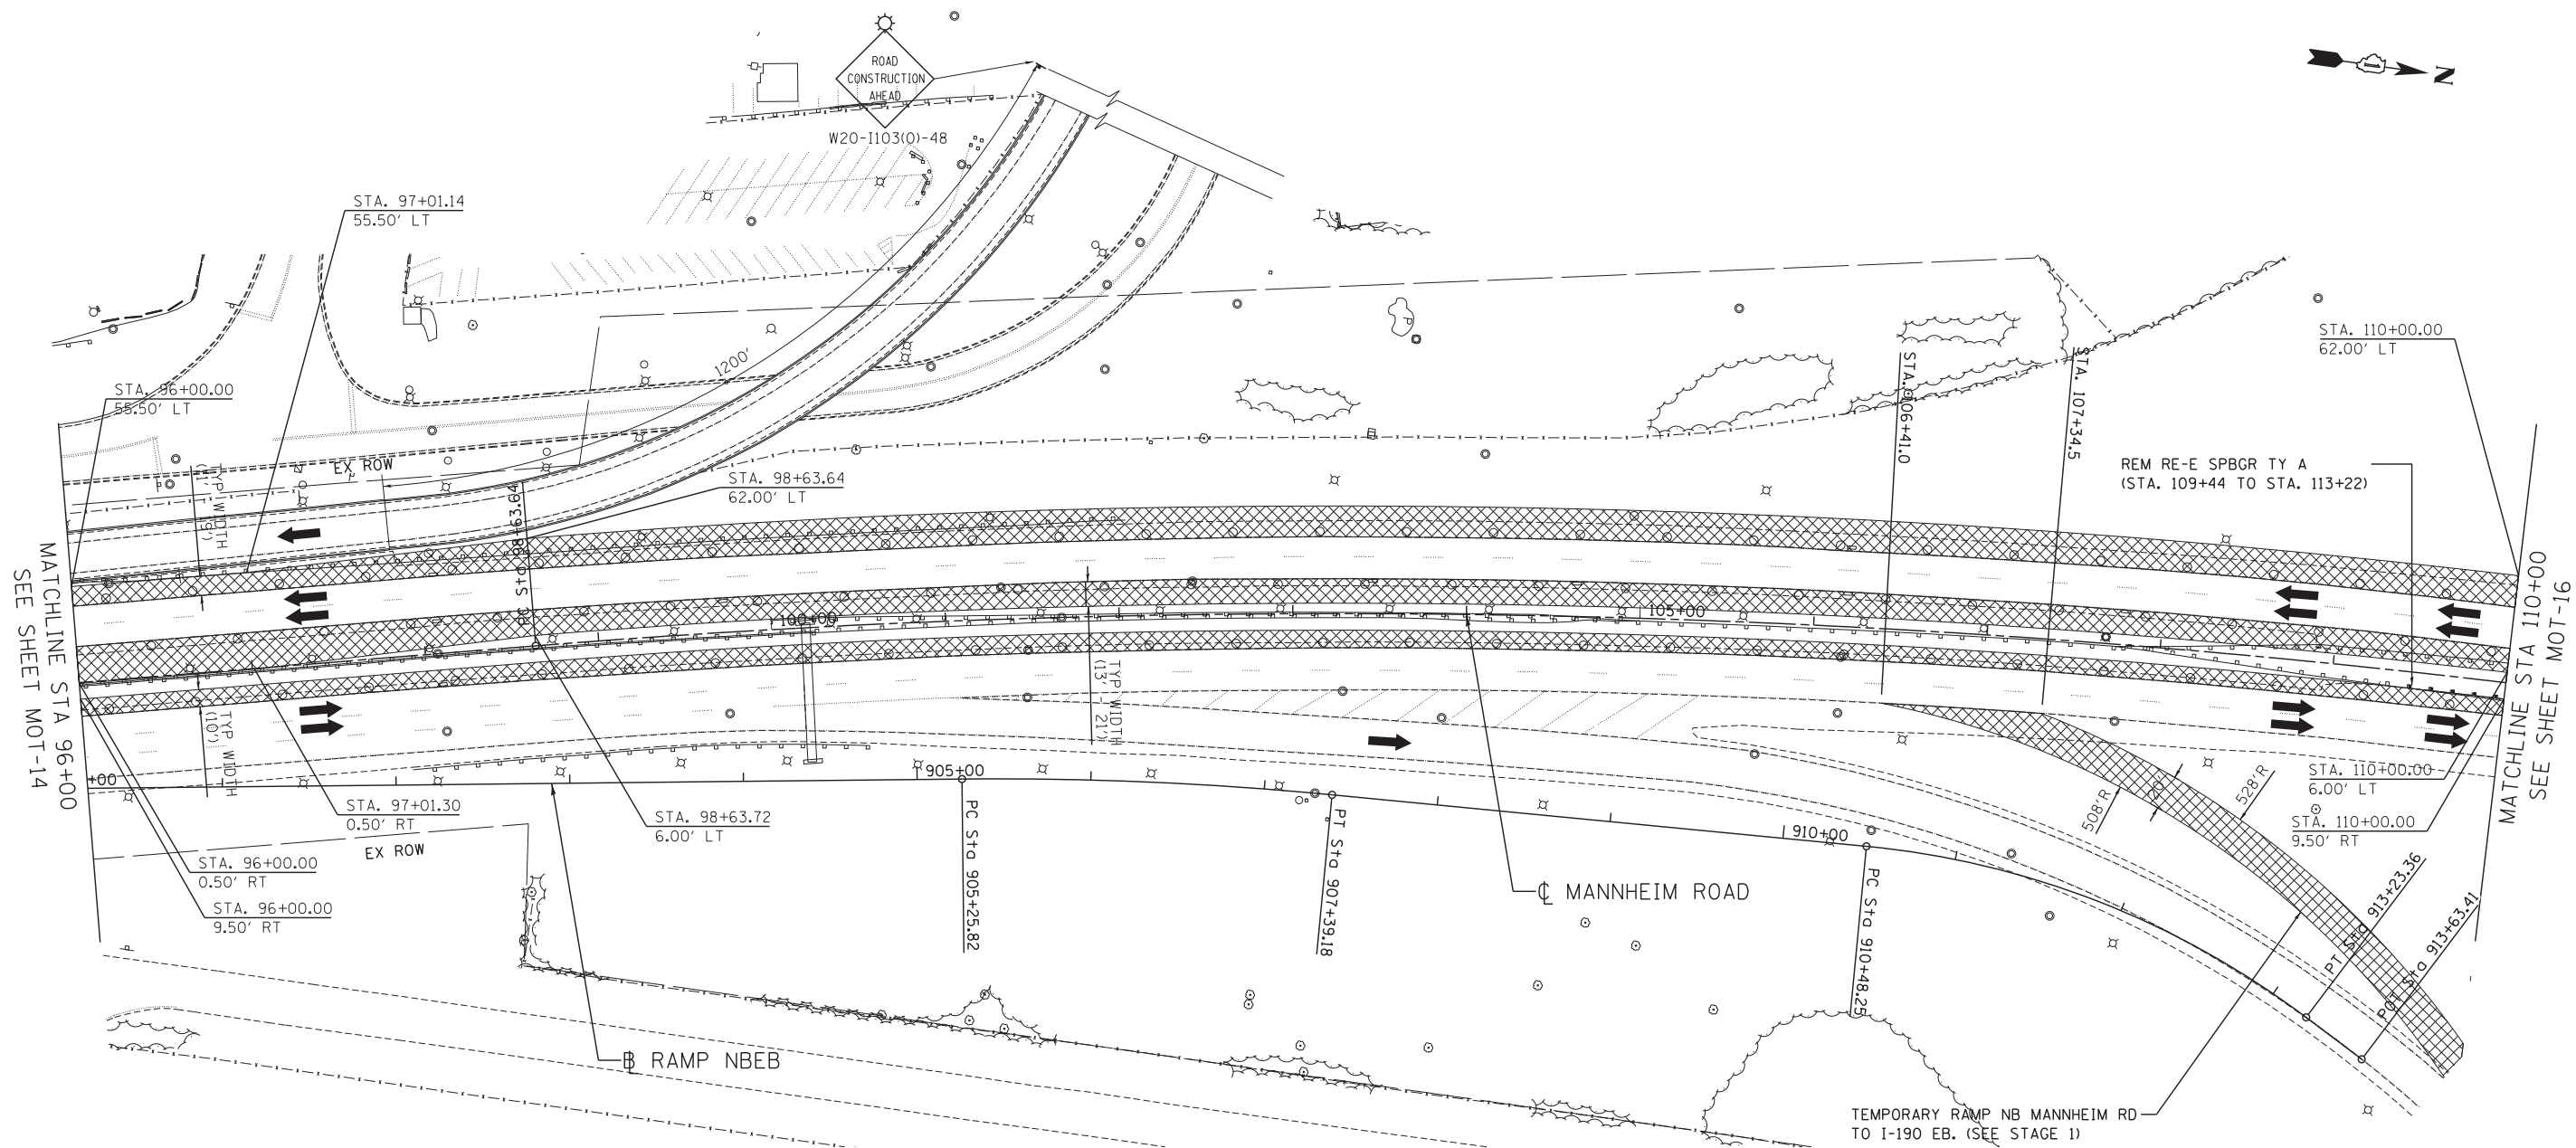 ROAD
CONSTRUCTION
AHEAD
W20-I103(O)-48
N
STA. 97+01.14
55.50' LT
STA. 96+00.00
55.50' LT
1200'
STA. 110+00.00
62.00' LT
STA. 107+34.5
EX ROW
STA. 98+63.64
62.00' LT
REM RE-E SPBGR TY A
(STA. 109+44 TO STA. 113+22)
TYP WIDTH
PC Sta 98+63.64
MATCHLINE STA 96+00
SEE SHEET MOT-14
MATCHLINE STA 110+00
SEE SHEET MOT-16
100+00
105+00
TYP WIDTH
(13' - 21')
TYP WIDTH
(10')
+00
905+00
910+00
STA. 97+01.30
0.50' RT
STA. 98+63.72
6.00' LT
STA. 96+00.00
0.50' RT
STA. 96+00.00
9.50' RT
EX ROW
PC Sta 905+25.82
PT Sta 907+39.18
PC Sta 910+48.25
℄ MANNHEIM ROAD
508'R
20'
528'R
STA. 110+00.00
6.00' LT
STA. 110+00.00
9.50' RT
PT Sta 913+23.36
Sta 913+63.41
RAMP NBEB
TEMPORARY RAMP NB MANNHEIM RD
TO I-190 EB. (SEE STAGE 1)